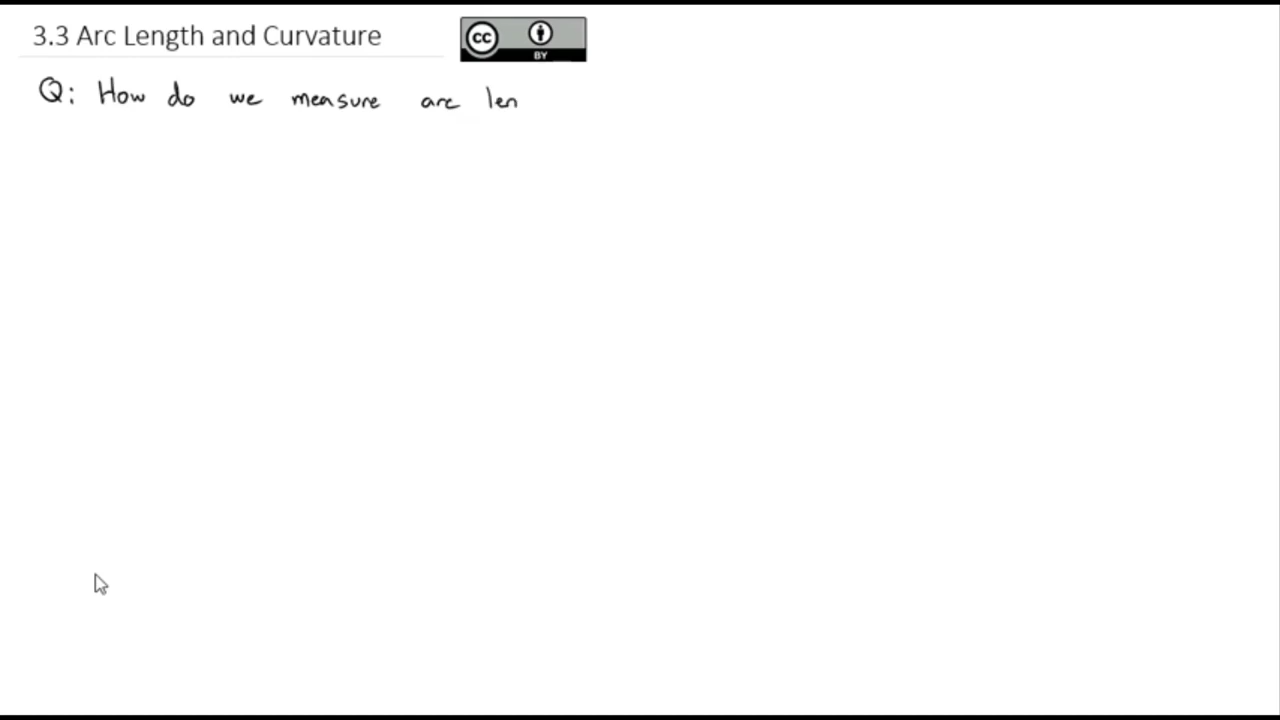 3.3 Arc Length and Curvature
CC
BY
Q: How do we measure arc len